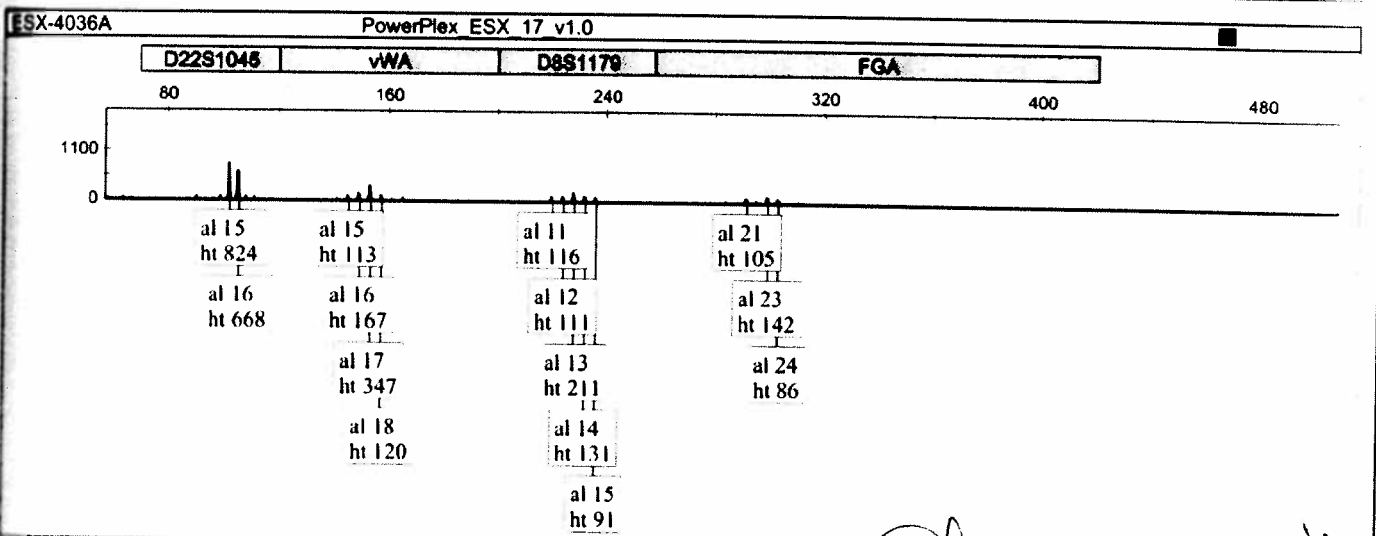 ESX-4036A PowerPlex_ESX_17_v1.0
D22S1045 vWA D8S1179 FGA
80 160 240 320 400 480
1100
0
al 15 al 15 al 11 al 21
ht 824 ht 113 ht 116 ht 105
al 16 al 16 al 12 al 23
ht 668 ht 167 ht 111 ht 142
al 17 al 13 al 24
ht 347 ht 211 ht 86
al 18 al 14
ht 120 ht 131
al 15
ht 91